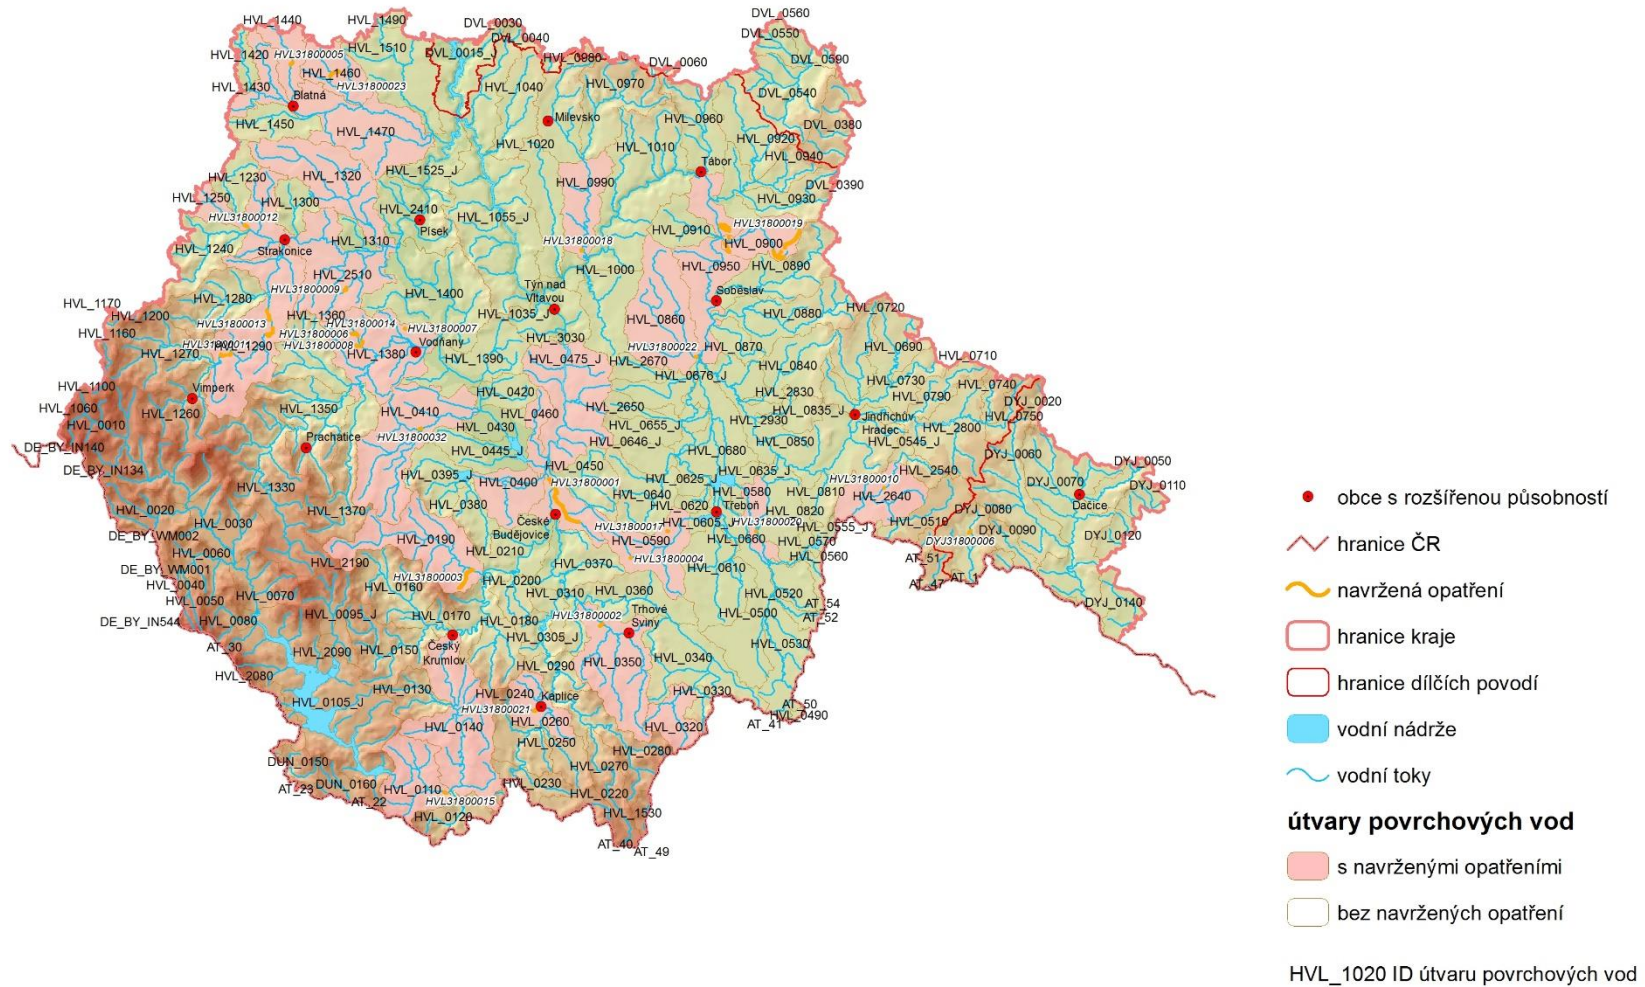 HVL_1440
HVL_1490
DVL_0030
DVL_0560
DVL_0040
DVL_0550
HVL_1420
HVL31800005
HVL_1510
DVL_0015_J
HVL_0980
DVL_0060
DVL_0590
HVL_1460
HVL31800023
HVL_1430
Blatná
HVL_1040
HVL_0970
DVL_0540
HVL_1450
HVL_1470
Milevsko
HVL_0960
DVL_0380
HVL_1020
HVL_1010
HVL_0920
HVL_0940
Tábor
HVL_1230
HVL_1320
HVL_1525_J
HVL_0990
DVL_0390
HVL_1250
HVL_1300
HVL_0930
HVL31800012
HVL_2410
HVL_1055_J
Písek
HVL_0910
HVL31800019
HVL_1240
Strakonice
HVL_1310
HVL31800018
HVL_0900
HVL_2510
HVL_1000
HVL_0950
HVL_0890
HVL31800009
HVL_1400
Týn nad
Vltavou
HVL_1170
HVL_1280
Soběslav
HVL_1200
HVL_1360
HVL_1035_J
HVL_0880
HVL_0720
HVL31800013
HVL31800014
HVL31800007
HVL_0860
HVL_1160
HVL31800006
HVL_3030
HVL31800008
HVL_1290
HVL_1380
Vodňany
HVL31800022
HVL_0870
HVL_0690
HVL_1270
HVL_1390
HVL_0475_J
HVL_2670
HVL_0710
HVL_0840
HVL_0676_J
HVL_1100
Vimperk
HVL_0730
HVL_0740
HVL_0420
HVL_2830
HVL_0790
HVL_1060
HVL_1260
HVL_1350
HVL_0410
HVL_0460
HVL_2650
HVL_0835_J
DYJ_0020
HVL_0010
HVL_0430
HVL_0655_J
HVL_2930
Jindřichův
Hradec
HVL_0750
HVL31800032
HVL_2800
Prachatice
HVL_0646_J
HVL_0850
HVL_0545_J
DE_BY_IN140
HVL_0445_J
HVL_0680
DYJ_0060
DE_BY_IN134
HVL_0450
HVL_0635_J
HVL_2540
DYJ_0050
HVL_0395_J
HVL_0400
HVL31800001
HVL_0625_J
HVL31800010
DYJ_0070
DYJ_0110
HVL_1330
HVL_0640
HVL_0580
HVL_0810
HVL_2640
Dačice
HVL_0020
HVL_1370
HVL_0380
České
Budějovice
HVL_0620
Třeboň
HVL_0820
DYJ_0080
HVL_0030
HVL31800017
HVL_0605_J
HVL31800020
HVL_0555_J
HVL_0510
DYJ_0090
DE_BY_WM002
HVL_0190
HVL_0590
HVL_0660
HVL_0570
DYJ31800006
DYJ_0120
HVL_0060
HVL_0210
HVL31800004
HVL_0560
AT_51
HVL_2190
HVL_0370
HVL_0610
DE_BY_WM001
HVL31800003
HVL_0200
AT_47
AT_1
HVL_0040
HVL_0160
HVL_0310
HVL_0360
HVL_0520
HVL_0050
HVL_0070
DYJ_0140
DE_BY_IN544
HVL_0080
HVL_0095_J
HVL_0170
HVL_0180
HVL31800002
Trhové
Sviny
HVL_0500
AT_54
AT_52
AT_30
HVL_2090
HVL_0150
Český
Krumlov
HVL_0305_J
HVL_0530
HVL_2080
HVL_0290
HVL_0350
HVL_0340
HVL_0105_J
HVL_0130
HVL_0240
Kaplice
HVL_0330
AT_50
HVL31800021
HVL_0490
HVL_0140
HVL_0260
HVL_0320
AT_41
HVL_0250
HVL_0280
DUN_0150
HVL_0270
AT_23
DUN_0160
HVL_0110
HVL_0230
HVL_0220
AT_22
HVL31800015
HVL_0120
HVL_1530
AT_40
AT_49
obce s rozšířenou působností
hranice ČR
navržená opatření
hranice kraje
hranice dílčích povodí
vodní nádrže
vodní toky
útvary povrchových vod
s navrženými opatřeními
bez navržených opatření
HVL_1020 ID útvaru povrchových vod